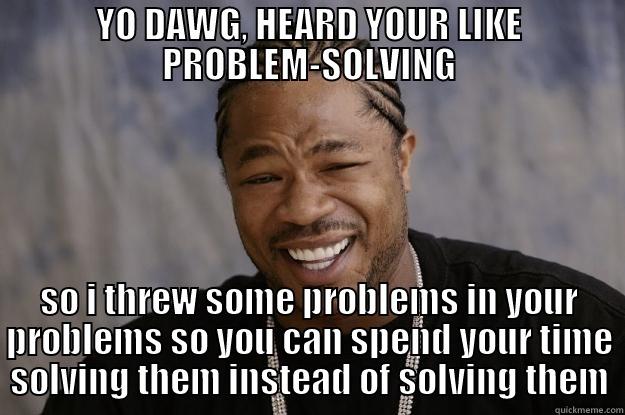 YO DAWG, HEARD YOUR LIKE
PROBLEM-SOLVING
so i threw some problems in your
problems so you can spend your time
solving them instead of solving them
quickmeme.com